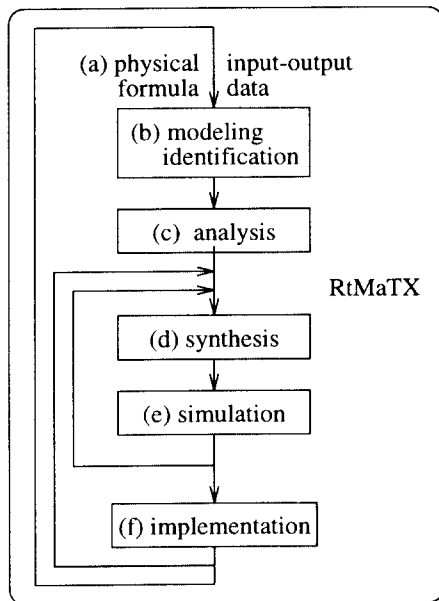 (a) physical input-output
formula data
(b) modeling
identification
(c) analysis
RtMaTX
(d) synthesis
(e) simulation
(f) implementation